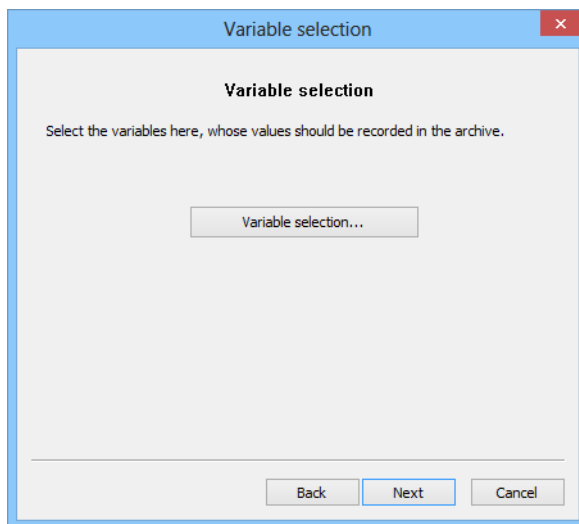 Variable selection
Variable selection
Select the variables here, whose values should be recorded in the archive.
Variable selection...
Back Next Cancel